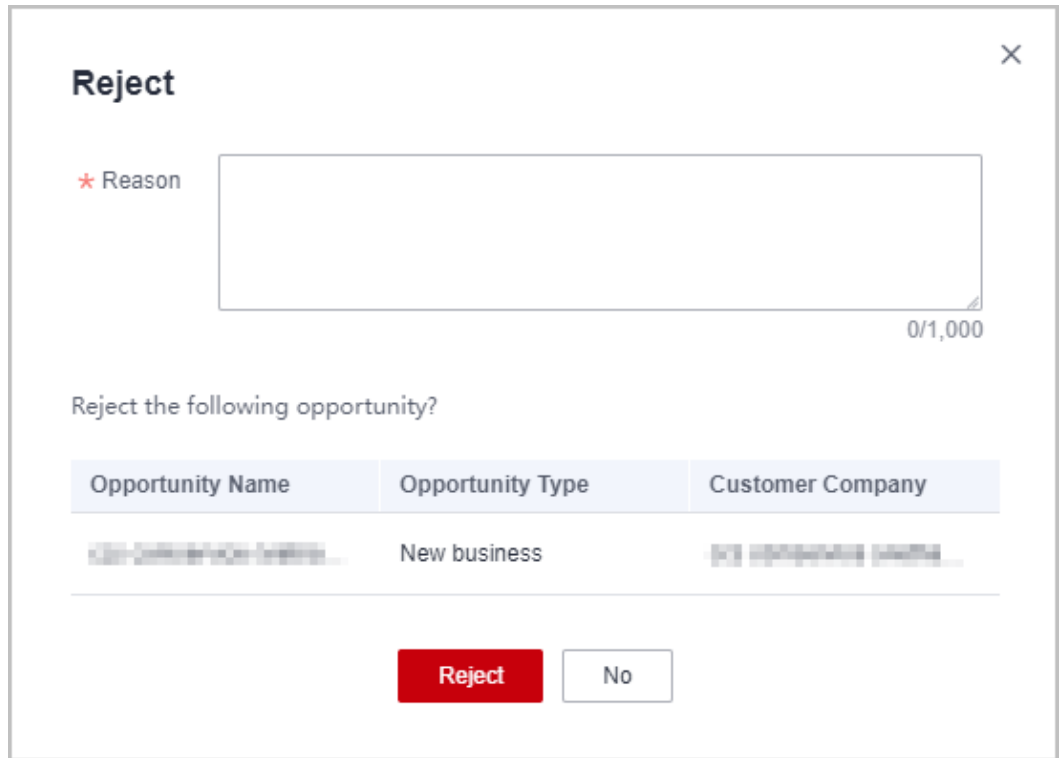 Reject
* Reason
0/1,000
Reject the following opportunity?
Opportunity Name Opportunity Type Customer Company
New business
Reject No